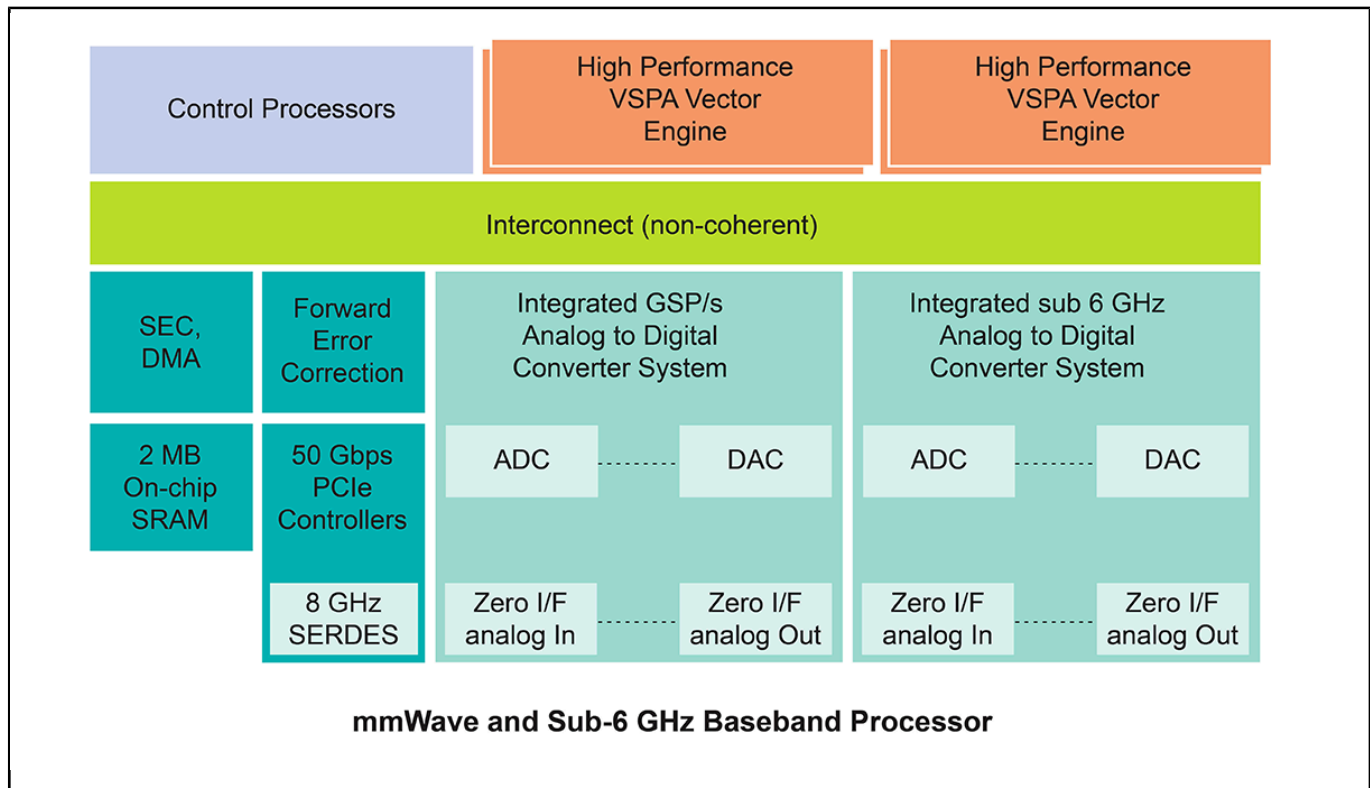 Control Processors
High Performance
VSPA Vector
Engine
High Performance
VSPA Vector
Engine
Interconnect (non-coherent)
SEC,
DMA
Forward
Error
Correction
Integrated GSP/s
Analog to Digital
Converter System
Integrated sub 6 GHz
Analog to Digital
Converter System
2 MB
On-chip
SRAM
50 Gbps
PCIe
Controllers
ADC
DAC
ADC
DAC
8 GHz
SERDES
Zero I/F
analog In
Zero I/F
analog Out
Zero I/F
analog In
Zero I/F
analog Out
mmWave and Sub-6 GHz Baseband Processor